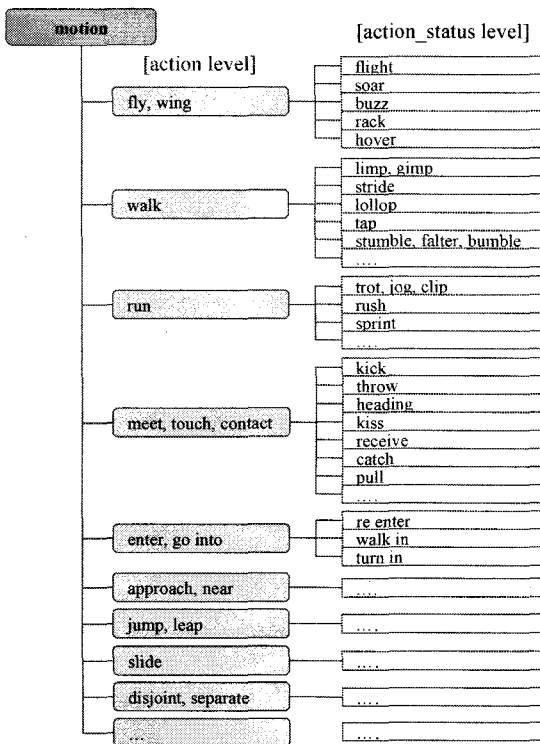 motion
[action_status level]
[action level]
fly, wing
flight
soar
buzz
rack
hover
walk
limp, gimp
stride
lollop
tap
stumble, falter, bumble
....
run
trot, jog, clip
rush
sprint
....
meet, touch, contact
kick
throw
heading
kiss
receive
catch
pull
....
enter, go into
re enter
walk in
turn in
approach, near
....
jump, leap
....
slide
....
disjoint, separate
....
...
....